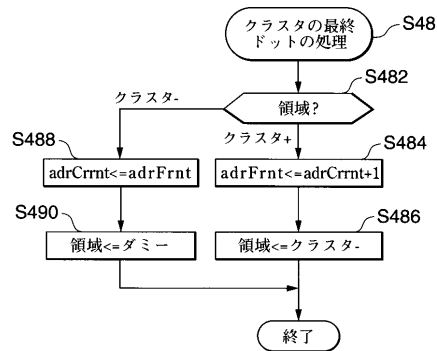 クラスタの最終
ドットの処理
S48
S482
領域?
クラスタ-
クラスタ+
S488
S484
adrCrrnt<=adrFrnt
adrFrnt<=adrCrrnt+1
S490
S486
領域<=ダミー
領域<=クラスタ-
終了